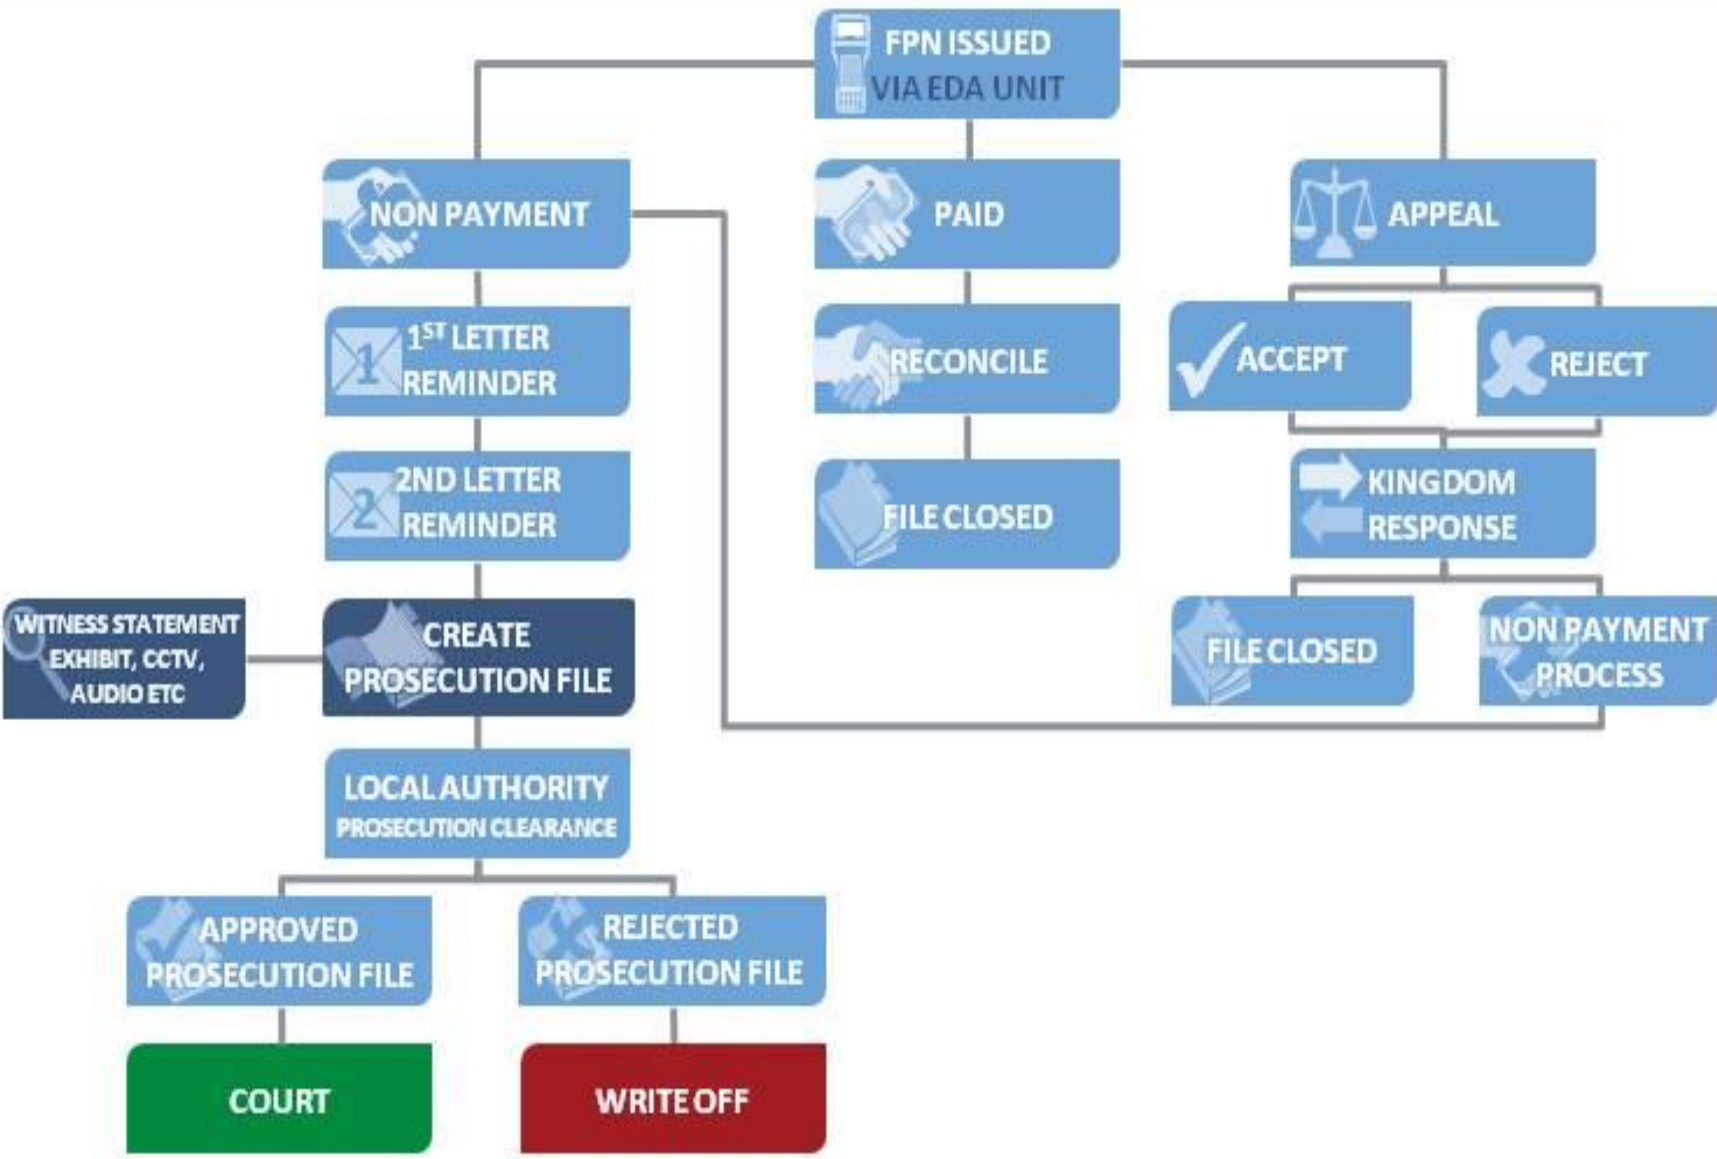 FPN ISSUED
VIA EDA UNIT
NON PAYMENT
PAID
APPEAL
1ST LETTER
REMINDER
RECONCILE
ACCEPT
REJECT
2ND LETTER
REMINDER
FILE CLOSED
KINGDOM
RESPONSE
WITNESS STATEMENT
EXHIBIT, CCTV,
AUDIO ETC
CREATE
PROSECUTION FILE
FILE CLOSED
NON PAYMENT
PROCESS
LOCAL AUTHORITY
PROSECUTION CLEARANCE
APPROVED
PROSECUTION FILE
REJECTED
PROSECUTION FILE
COURT
WRITE OFF
1
2